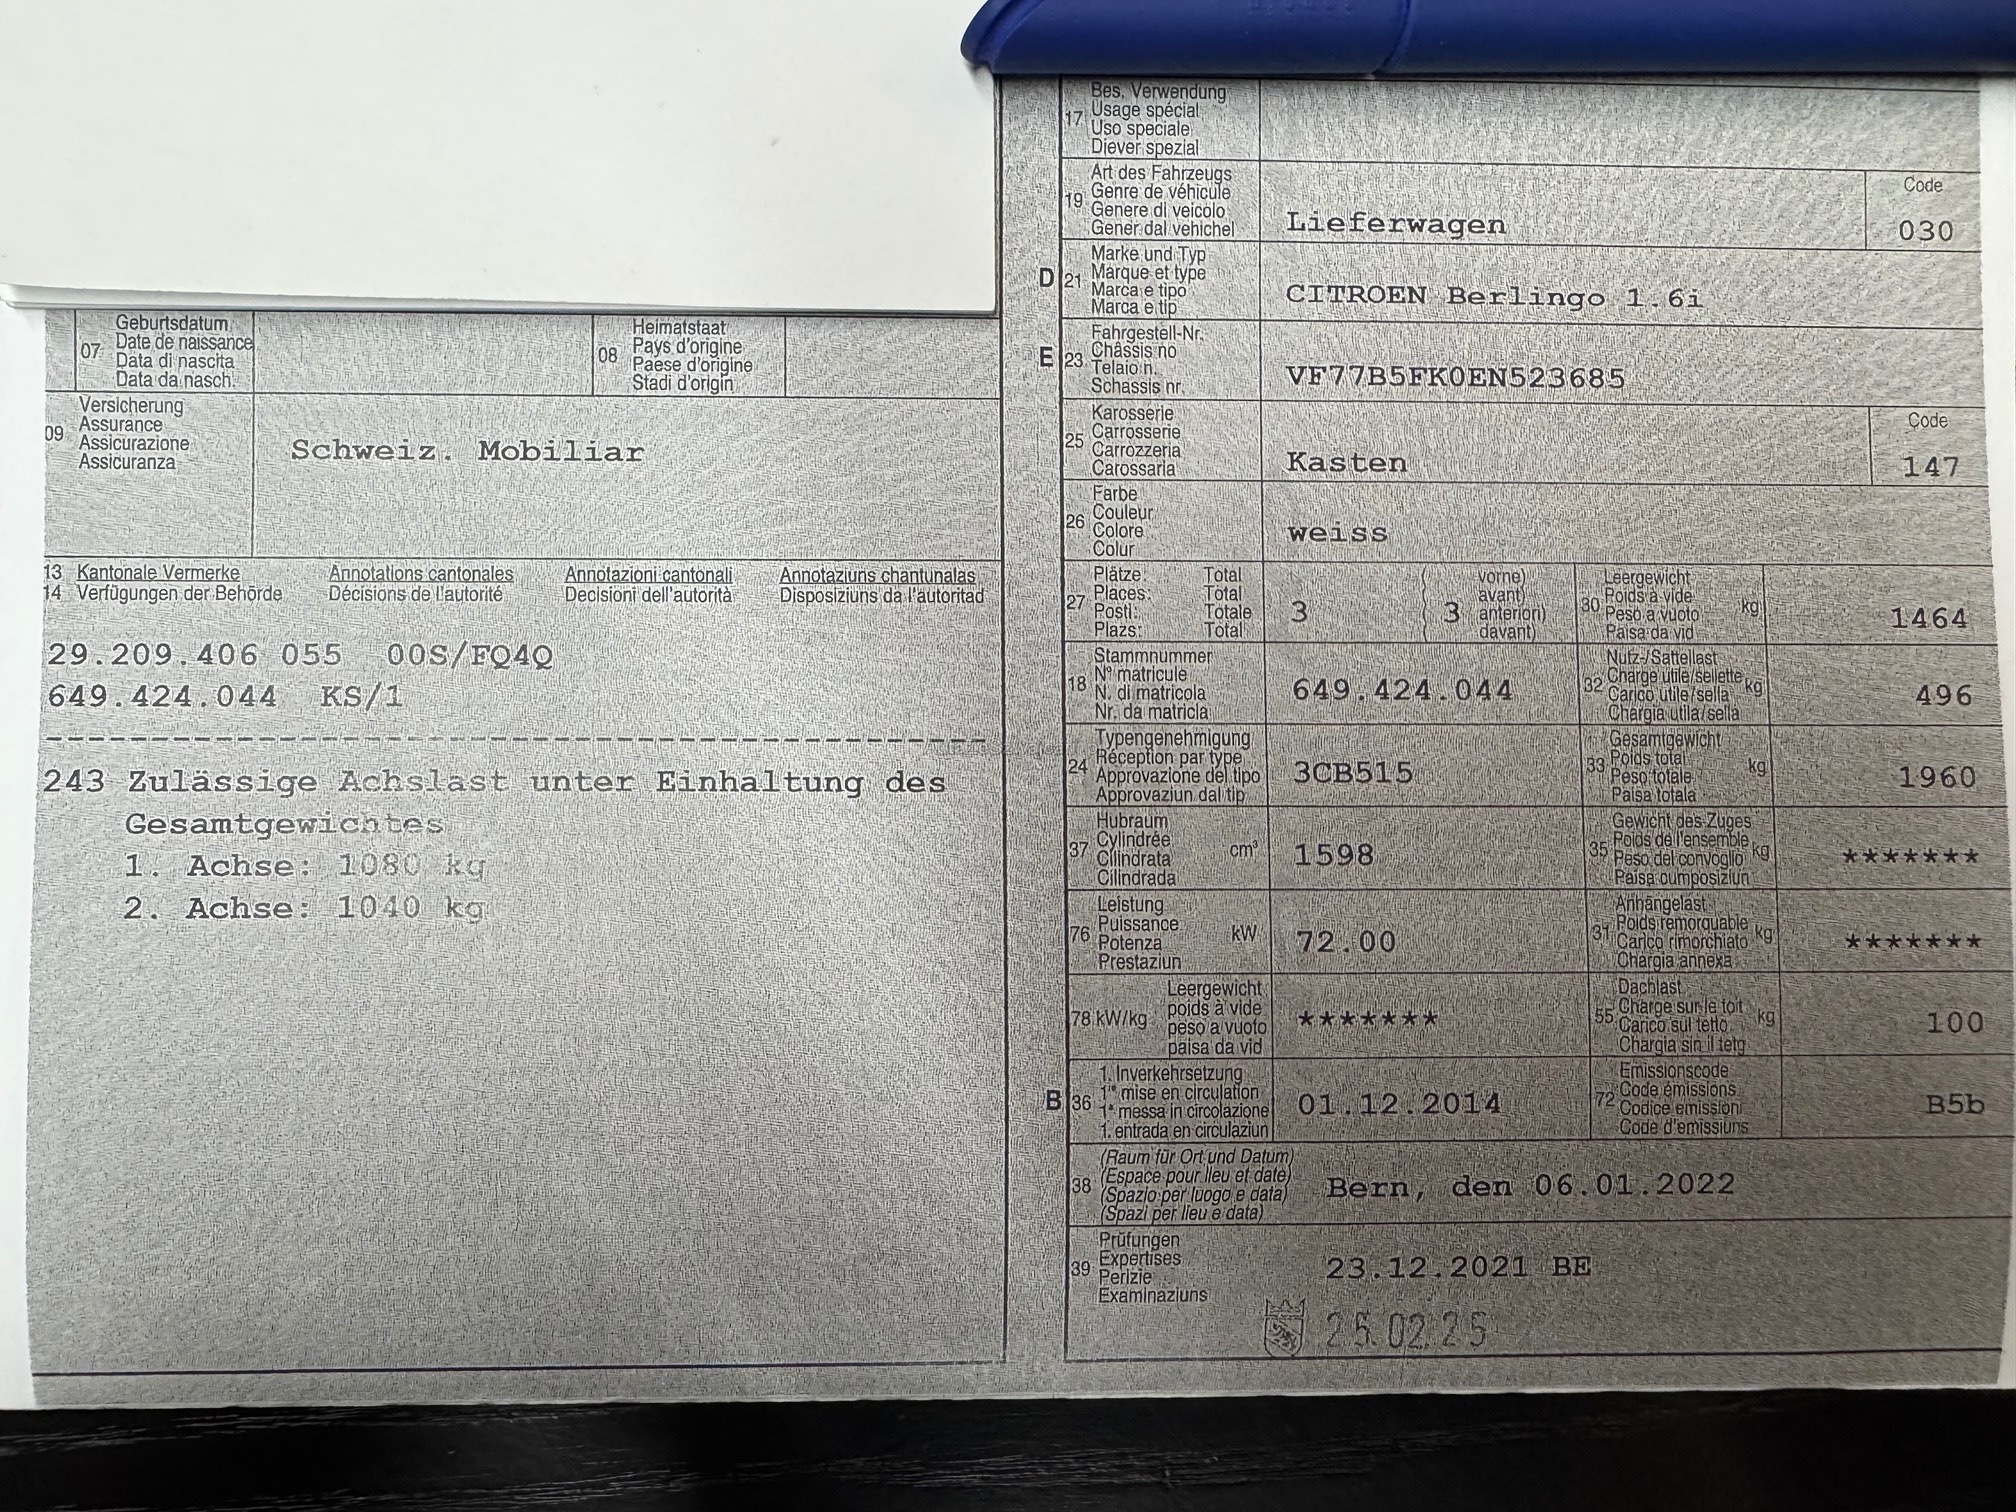 07 Geburtsdatum
Date de naissance
Data di nascita
Data da nasch.
08 Heimatstaat
Pays d'origine
Paese d'origine
Stadi d'origin
09 Versicherung
Assurance
Assicurazione
Assicuranza
Schweiz. Mobiliar
13 Kantonale Vermerke Annotations cantonales Annotazioni cantonali Annotaziuns chantunalas
14 Verfügungen der Behörde Décisions de l'autorité Decisioni dell'autorità Disposiziuns da l'autoritad
29.209.406 055 00S/FQ4Q
649.424.044 KS/1
243 Zulässige Achslast unter Einhaltung des
Gesamtgewichtes
1. Achse: 1080 kg
2. Achse: 1040 kg
17 Bes. Verwendung
Usage spécial
Uso speciale
Diever spezial
19 Art des Fahrzeugs
Genre de véhicule
Genere di veicolo
Gener dal vehichel
Lieferwagen
Code
030
D 21 Marke und Typ
Marque et type
Marca e tipo
Marca e tip
CITROEN Berlingo 1.6i
E 23 Fahrgestell-Nr.
Châssis no
Telaio n.
Schassis nr.
VF77B5FK0EN523685
25 Karosserie
Carrosserie
Carrozzeria
Carossaria
Kasten
Code
147
26 Farbe
Couleur
Colore
Colur
weiss
27 Plätze: Total
Places: Total
Posti: Totale
Plazs: Total
3
(3 vorne)
avant)
anteriori)
davant)
30 Leergewicht
Poids à vide
Peso a vuoto
Paisa da vid
kg
1464
18 Stammnummer
N° matricule
N. di matricola
Nr. da matricla
649.424.044
32 Nutz-/Sattellast
Charge utile/sellette
Carico utile/sella
Chargia utila/sella
kg
496
24 Typengenehmigung
Réception par type
Approvazione del tipo
Approvaziun dal tip
3CB515
33 Gesamtgewicht
Poids total
Peso totale
Paisa totala
kg
1960
37 Hubraum
Cylindrée
Cilindrata
Cilindrada
cm³
1598
35 Gewicht des Zuges
Poids de l'ensemble
Peso del convoglio
Paisa cumposiziun
kg
*******
76 Leistung
Puissance
Potenza
Prestaziun
kW
72.00
31 Anhängelast
Poids remorquable
Carico rimorchiato
Chargia annexa
kg
*******
78 kW/kg
Leergewicht
poids à vide
peso a vuoto
paisa da vid
*******
55 Dachlast
Charge sur le toit
Carico sul tetto
Chargia sin il tetg
kg
100
B 36 1. Inverkehrsetzung
1re mise en circulation
1a messa in circolazione
1. entrada en circulaziun
01.12.2014
72 Emissionscode
Code émissions
Codice emissioni
Code d'emissiuns
B5b
38 (Raum für Ort und Datum)
(Espace pour lieu et date)
(Spazio per luogo e data)
(Spazi per lieu e data)
Bern, den 06.01.2022
39 Prüfungen
Expertises
Perizie
Examinaziuns
23.12.2021 BE
25.02.25